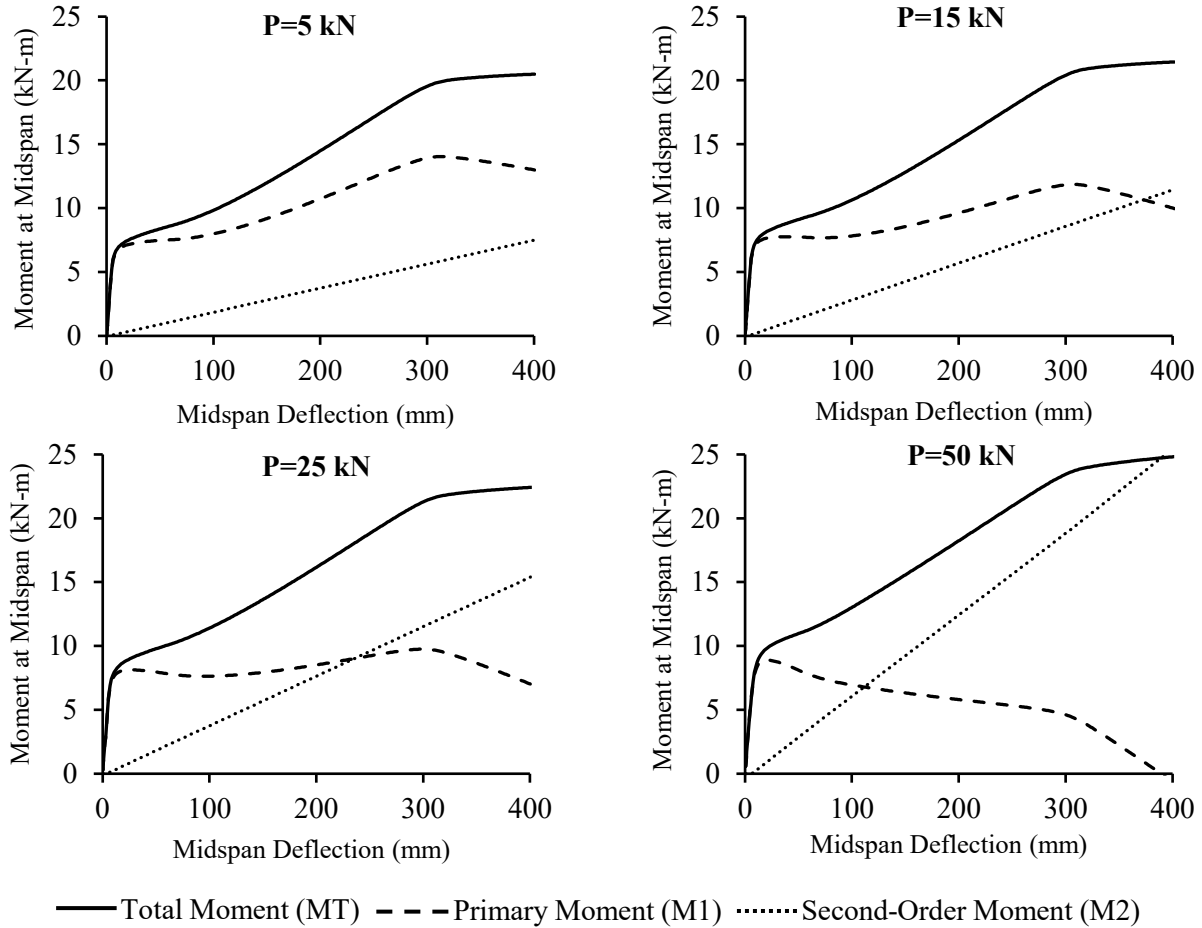 P=5 kN
Moment at Midspan (kN-m)
25
20
15
10
5
0
0 100 200 300 400
Midspan Deflection (mm)
P=15 kN
Moment at Midspan (kN-m)
25
20
15
10
5
0
0 100 200 300 400
Midspan Deflection (mm)
P=25 kN
Moment at Midspan (kN-m)
25
20
15
10
5
0
0 100 200 300 400
Midspan Deflection (mm)
P=50 kN
Moment at Midspan (kN-m)
25
20
15
10
5
0
0 100 200 300 400
Midspan Deflection (mm)
Total Moment (MT) Primary Moment (M1) Second-Order Moment (M2)